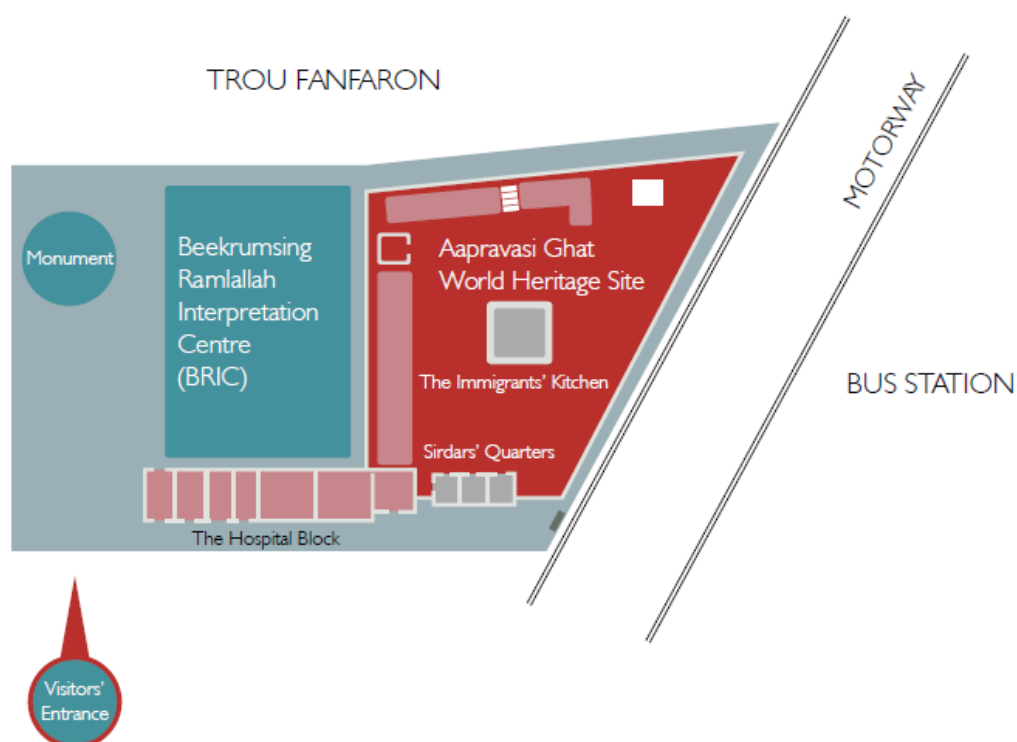 TROU FANFARON
MOTORWAY
Monument
Beekrumsing
Ramlallah
Interpretation
Centre
(BRIC)
Aapravasi Ghat
World Heritage Site
The Immigrants' Kitchen
BUS STATION
Sirdars' Quarters
The Hospital Block
Visitors'
Entrance